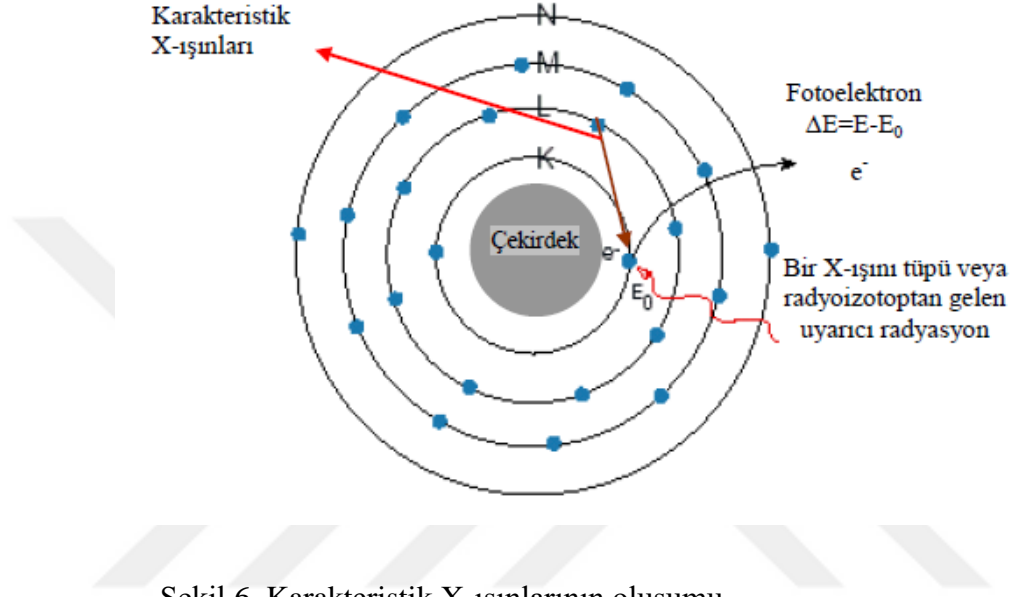 Karakteristik
X-ışınları
N
M
L
K
Fotoelektron
ΔE=E-E₀
e⁻
Çekirdek
e⁻
E₀
Bir X-ışını tüpü veya
radyoizotoptan gelen
uyarıcı radyasyon
Şekil 6. Karakteristik X-ışınlarının oluşumu